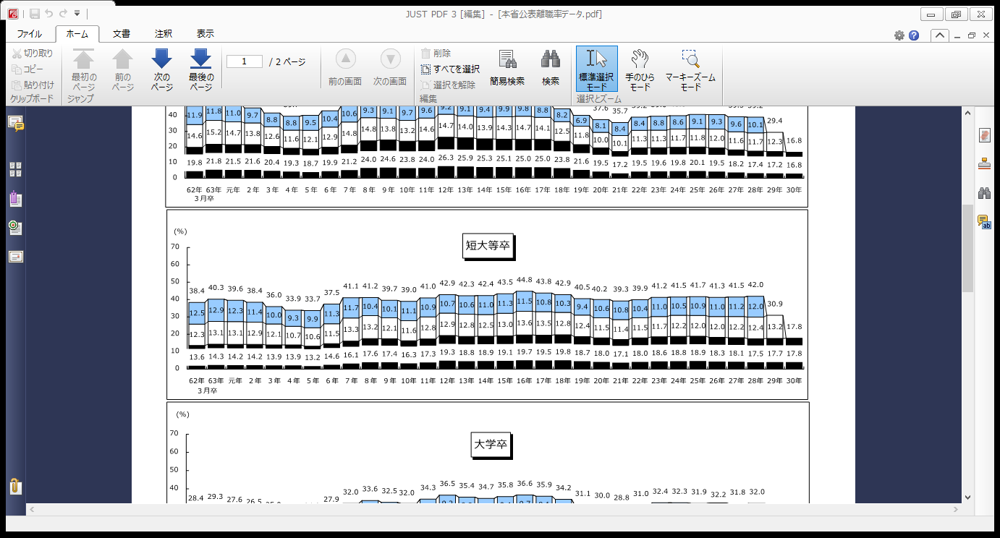 JUST PDF 3 [編集] - [本省公表離職率データ.pdf]
ファイル ホーム 文書 注釈 表示
切り取り
コピー
貼り付け
クリップボード
最初の
ページ
前の
ページ
次の
ページ
最後の
ページ
ジャンプ
1 / 2 ページ
前の画面 次の画面
削除
すべてを選択
選択を解除
編集
簡易検索 検索
標準選択
モード
手のひら
モード
マーキーズーム
モード
選択とズーム
37.6 35.7
40 11.9 11.8 11.0 9.7 8.8 8.8 9.5 10.4 10.6 9.3 9.1 9.7 9.6 9.2 9.1 9.4 9.9 9.8 8.8 8.2 6.9 8.1 8.4 8.4 8.8 8.6 9.1 9.3 9.6 10.1 29.4
30 14.6 15.2 14.7 13.8 12.6 11.6 12.1 12.9 14.8 14.8 13.8 13.2 14.6 14.7 14.0 13.9 14.3 14.7 14.1 12.5 11.8 10.0 10.1 11.3 11.3 11.7 11.8 12.0 11.6 11.7 12.3 16.8
20
10 19.8 21.8 21.5 21.6 20.4 19.3 18.7 19.9 21.2 24.0 24.6 23.8 24.0 26.3 25.9 25.3 25.1 25.0 25.0 23.8 21.6 19.5 17.2 19.5 19.6 19.8 20.1 19.5 18.2 17.4 17.2 16.8
0
62年 63年 元年 2年 3年 4年 5年 6年 7年 8年 9年 10年 11年 12年 13年 14年 15年 16年 17年 18年 19年 20年 21年 22年 23年 24年 25年 26年 27年 28年 29年 30年
3月卒
(%)
短大等卒
70
60
50
38.4 40.3 39.6 38.4 36.0 33.9 33.7 37.5 41.1 41.2 39.7 39.0 41.0 42.9 42.3 42.4 43.5 44.8 43.8 42.9 40.5 40.2 39.3 39.9 41.2 41.5 41.7 41.3 41.5 42.0 30.9
40
12.5 12.9 12.3 11.4 10.0 9.3 9.9 11.3 11.7 10.4 10.1 11.1 10.9 10.7 10.6 11.0 11.3 11.5 10.8 10.3 9.4 10.6 10.8 10.4 11.0 10.5 10.9 11.0 11.2 12.0
30
12.3 13.1 13.1 12.9 12.1 10.7 10.6 11.5 13.3 13.2 12.1 11.6 12.8 12.9 12.8 12.5 13.0 13.6 13.5 12.8 12.4 11.5 11.4 11.5 11.7 12.2 12.0 12.0 12.2 12.4 13.2 17.8
20
10 13.6 14.3 14.2 14.2 13.9 13.9 13.2 14.6 16.1 17.6 17.4 16.3 17.3 19.3 18.8 18.9 19.1 19.7 19.5 19.8 18.7 18.0 17.1 18.0 18.6 18.8 18.9 18.3 18.1 17.5 17.7 17.8
0
62年 63年 元年 2年 3年 4年 5年 6年 7年 8年 9年 10年 11年 12年 13年 14年 15年 16年 17年 18年 19年 20年 21年 22年 23年 24年 25年 26年 27年 28年 29年 30年
3月卒
(%)
大学卒
70
60
50
40
28.4 29.3 27.6 26.5 27.9 32.0 33.6 32.5 32.0 34.3 36.5 35.4 34.7 35.8 36.6 35.9 34.2 31.1 30.0 28.8 31.0 32.4 32.3 31.9 32.2 31.8 32.0